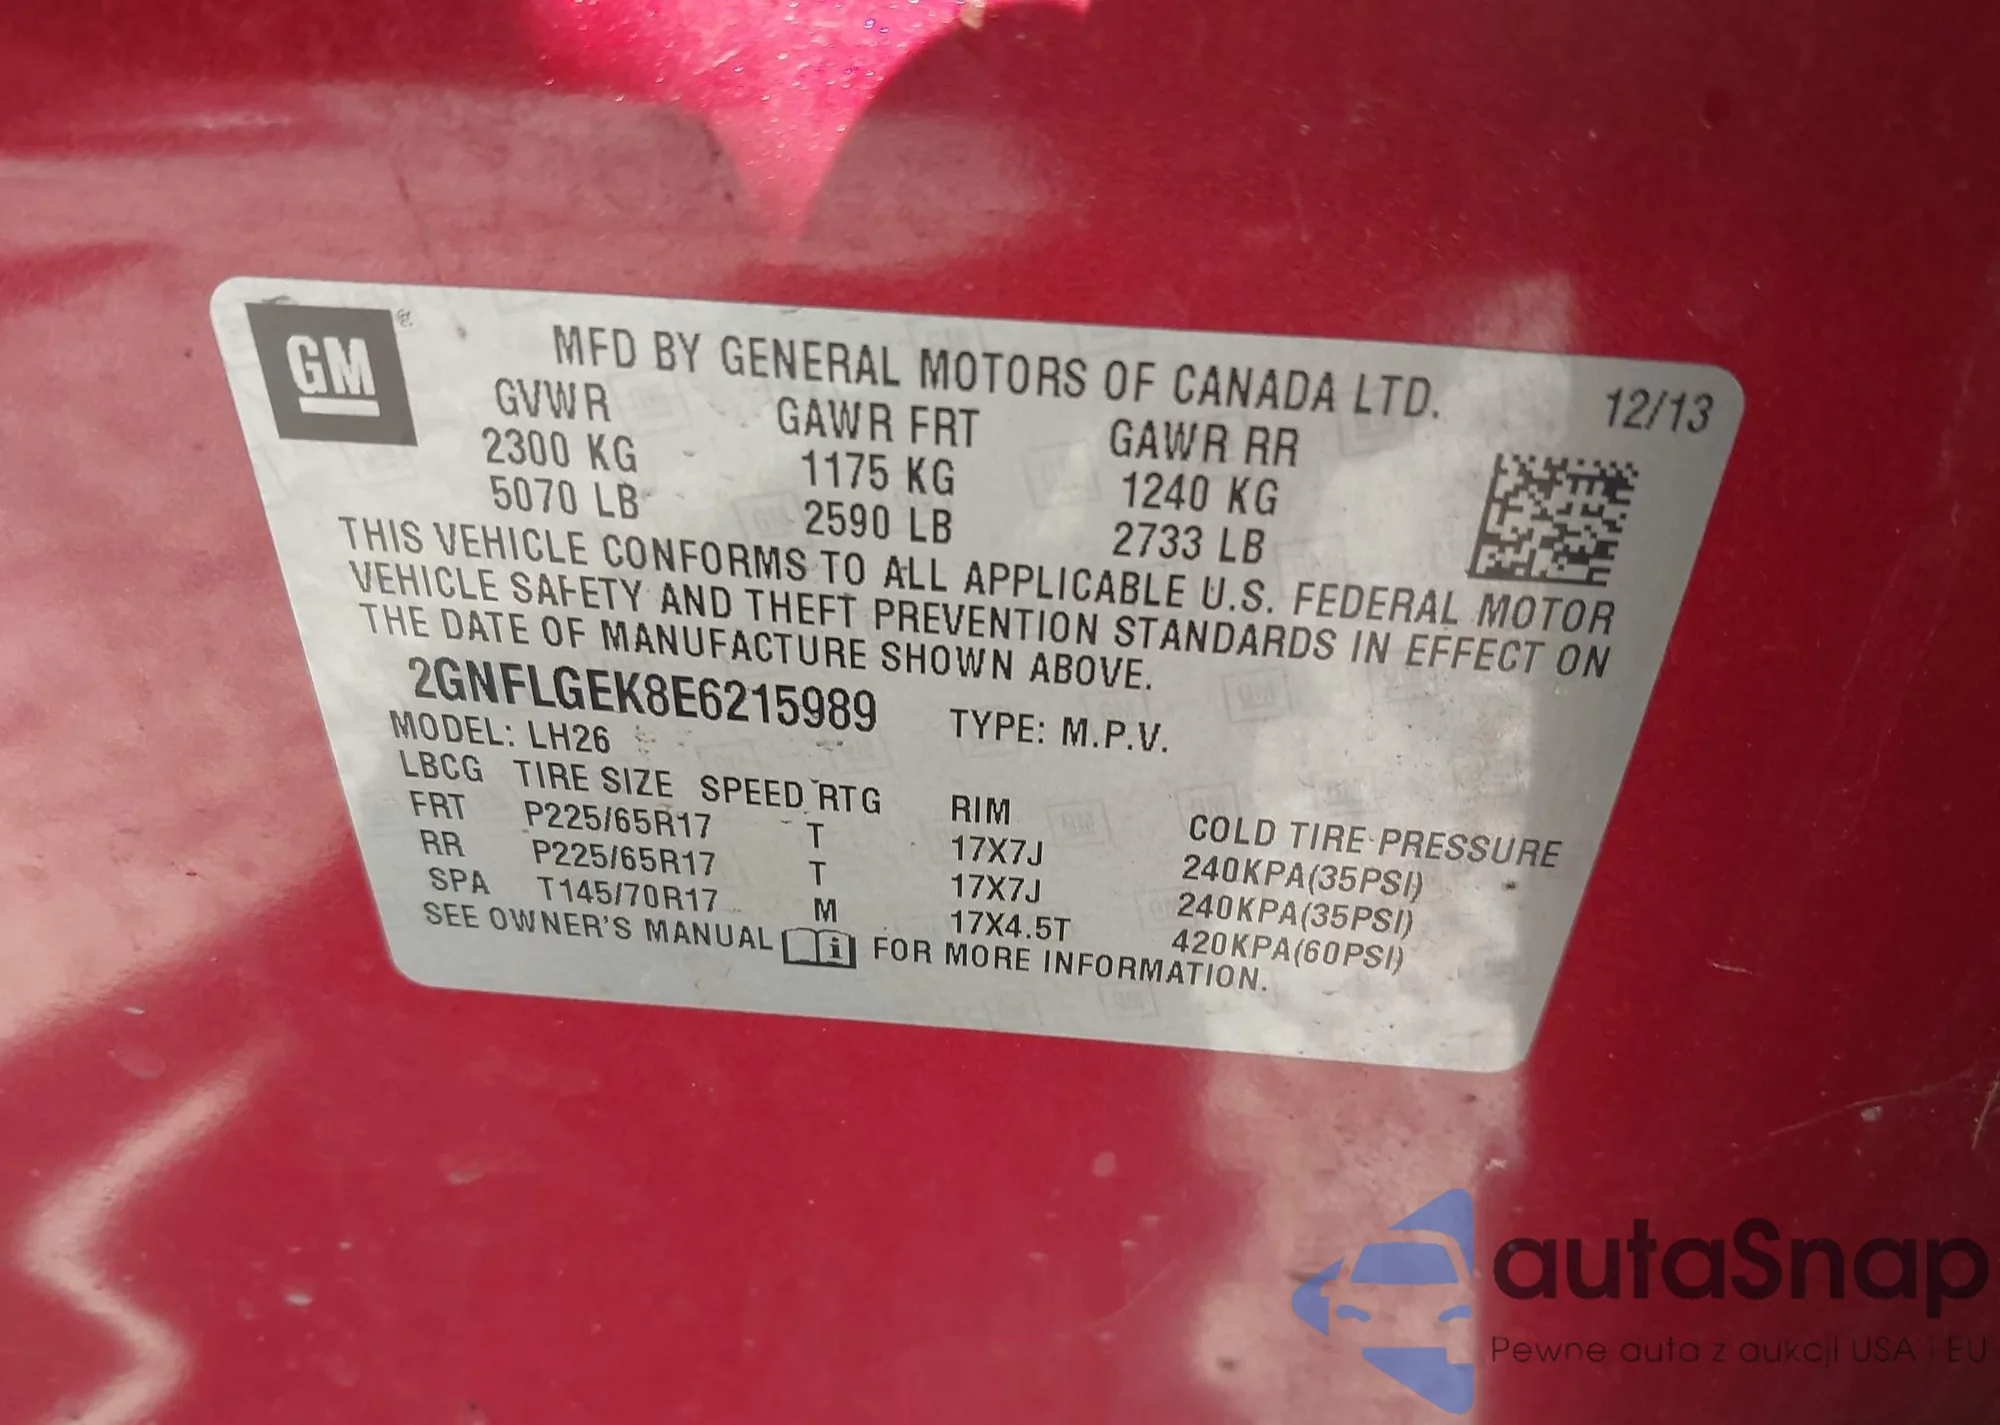 GM®
MFD BY GENERAL MOTORS OF CANADA LTD.
12/13
GVWR GAWR FRT GAWR RR
2300 KG 1175 KG 1240 KG
5070 LB 2590 LB 2733 LB
THIS VEHICLE CONFORMS TO ALL APPLICABLE U.S. FEDERAL MOTOR
VEHICLE SAFETY AND THEFT PREVENTION STANDARDS IN EFFECT ON
THE DATE OF MANUFACTURE SHOWN ABOVE.
2GNFLGEK8E6215989 TYPE: M.P.V.
MODEL: LH26
LBCG TIRE SIZE SPEED RTG RIM COLD TIRE PRESSURE
FRT P225/65R17 T 17X7J 240KPA(35PSI)
RR P225/65R17 T 17X7J 240KPA(35PSI)
SPA T145/70R17 M 17X4.5T 420KPA(60PSI)
SEE OWNER'S MANUAL i FOR MORE INFORMATION.
autaSnap
Pewne auta z aukcji USA i EU